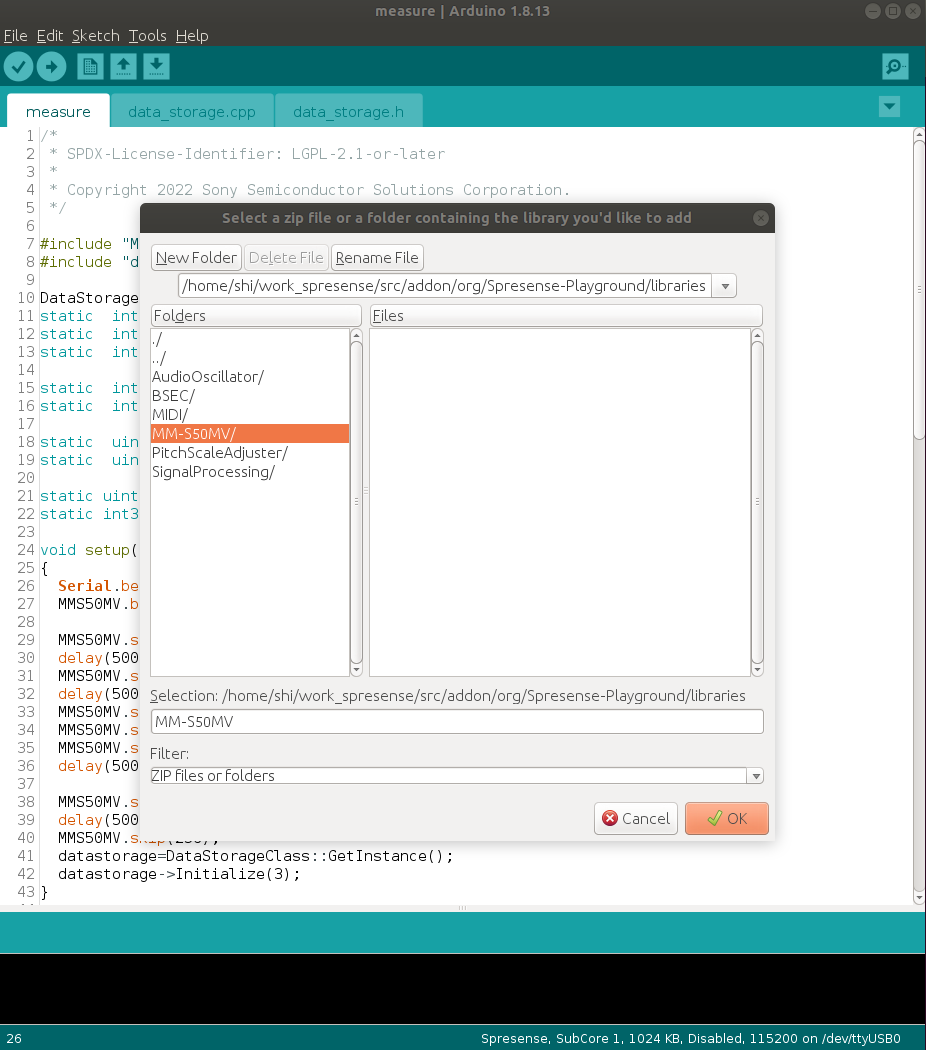 measure | Arduino 1.8.13
File Edit Sketch Tools Help
measure data_storage.cpp data_storage.h
1 /*
2 * SPDX-License-Identifier: LGPL-2.1-or-later
3 *
4 * Copyright 2022 Sony Semiconductor Solutions Corporation.
5 */
6
7 #include "M
8 #include "d
9
10 DataStorage
11 static int
12 static int
13 static int
14
15 static int
16 static int
17
18 static uin
19 static uin
20
21 static uint
22 static int3
23
24 void setup(
25 {
26 Serial.be
27 MMS50MV.b
28
29 MMS50MV.s
30 delay(500
31 MMS50MV.s
32 delay(500
33 MMS50MV.s
34 MMS50MV.s
35 MMS50MV.s
36 delay(500
37
38 MMS50MV.s
39 delay(500
40 MMS50MV.skip(256);
41 datastorage=DataStorageClass::GetInstance();
42 datastorage->Initialize(3);
43 }
Select a zip file or a folder containing the library you'd like to add
New Folder Delete File Rename File
/home/shi/work_spresense/src/addon/org/Spresense-Playground/libraries
Folders Files
./
../
AudioOscillator/
BSEC/
MIDI/
MM-S50MV/
PitchScaleAdjuster/
SignalProcessing/
Selection: /home/shi/work_spresense/src/addon/org/Spresense-Playground/libraries
MM-S50MV
Filter:
ZIP files or folders
Cancel OK
26 Spresense, SubCore 1, 1024 KB, Disabled, 115200 on /dev/ttyUSB0